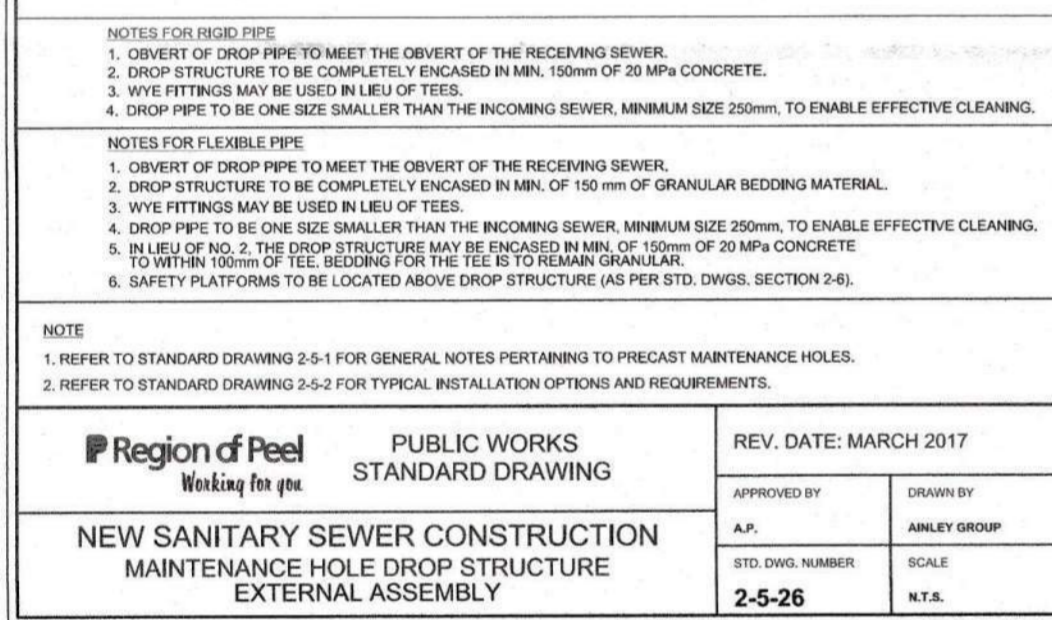 NOTES FOR RIGID PIPE
1. OBVERT OF DROP PIPE TO MEET THE OBVERT OF THE RECEIVING SEWER.
2. DROP STRUCTURE TO BE COMPLETELY ENCASED IN MIN. 150mm OF 20 MPa CONCRETE.
3. WYE FITTINGS MAY BE USED IN LIEU OF TEES.
4. DROP PIPE TO BE ONE SIZE SMALLER THAN THE INCOMING SEWER, MINIMUM SIZE 250mm, TO ENABLE EFFECTIVE CLEANING.
NOTES FOR FLEXIBLE PIPE
1. OBVERT OF DROP PIPE TO MEET THE OBVERT OF THE RECEIVING SEWER.
2. DROP STRUCTURE TO BE COMPLETELY ENCASED IN MIN. OF 150 mm OF GRANULAR BEDDING MATERIAL.
3. WYE FITTINGS MAY BE USED IN LIEU OF TEES.
4. DROP PIPE TO BE ONE SIZE SMALLER THAN THE INCOMING SEWER, MINIMUM SIZE 250mm, TO ENABLE EFFECTIVE CLEANING.
5. IN LIEU OF NO. 2, THE DROP STRUCTURE MAY BE ENCASED IN MIN. OF 150mm OF 20 MPa CONCRETE
TO WITHIN 100mm OF TEE. BEDDING FOR THE TEE IS TO REMAIN GRANULAR.
6. SAFETY PLATFORMS TO BE LOCATED ABOVE DROP STRUCTURE (AS PER STD. DWGS. SECTION 2-6).
NOTE
1. REFER TO STANDARD DRAWING 2-5-1 FOR GENERAL NOTES PERTAINING TO PRECAST MAINTENANCE HOLES.
2. REFER TO STANDARD DRAWING 2-5-2 FOR TYPICAL INSTALLATION OPTIONS AND REQUIREMENTS.
Region of Peel
Working for you
PUBLIC WORKS
STANDARD DRAWING
NEW SANITARY SEWER CONSTRUCTION
MAINTENANCE HOLE DROP STRUCTURE
EXTERNAL ASSEMBLY
REV. DATE: MARCH 2017
APPROVED BY
A.P.
DRAWN BY
AINLEY GROUP
STD. DWG. NUMBER
2-5-26
SCALE
N.T.S.